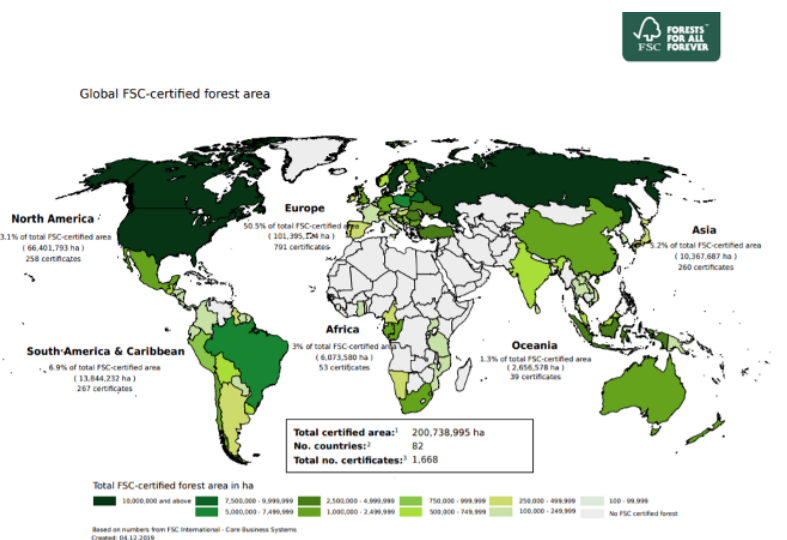 FORESTS
FOR ALL
FOREVER
FSC
Global FSC-certified forest area
North America
3.1% of total FSC-certified area
( 66,401,793 ha )
258 certificates
Europe
50.5% of total FSC-certified area
791 certificates
Asia
5.2% of total FSC-certified area
( 10,367,687 ha )
260 certificates
Africa
3% of total FSC-certified area
( 6,073,580 ha )
53 certificates
Oceania
1.3% of total FSC-certified area
( 2,656,578 ha )
39 certificates
South America & Caribbean
6.9% of total FSC-certified area
( 13,844,232 ha )
267 certificates
Total certified area:¹ 200,738,995 ha
No. countries:² 82
Total no. certificates:³ 1,668
Total FSC-certified forest area in ha
10,000,000 and above 7,500,000 - 9,999,999 2,500,000 - 4,999,999 750,000 - 999,999 250,000 - 499,999 100 - 99,999
5,000,000 - 7,499,999 1,000,000 - 2,499,999 500,000 - 749,999 100,000 - 249,999 No FSC certified forest
Based on numbers from FSC International - Core Business Systems
Created: 04.12.2019